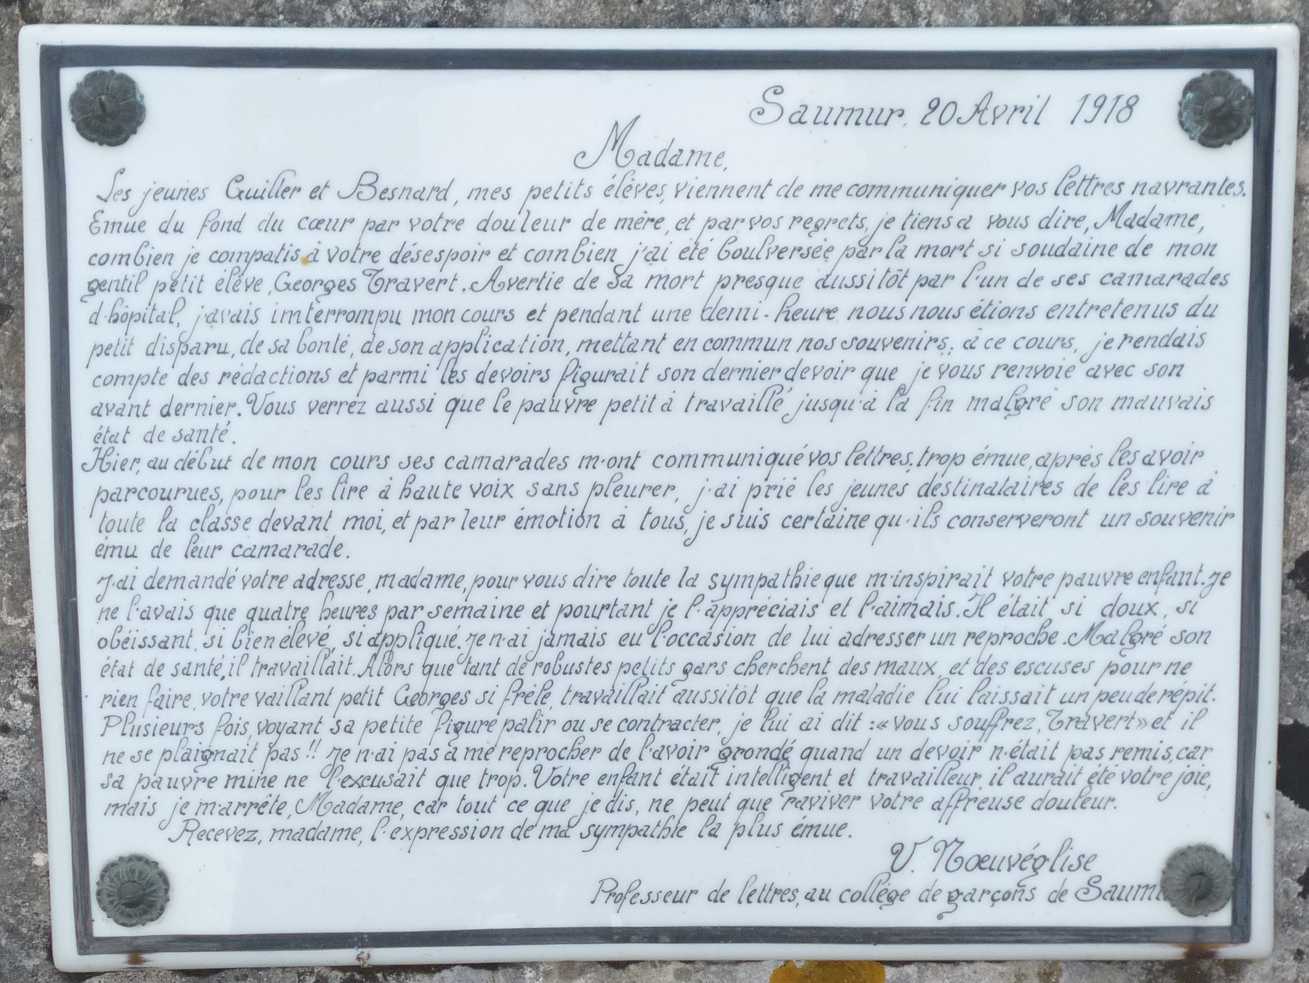 Saumur. 20 Avril 1918
Madame,
Les jeunes Guiller et Besnard, mes petits élèves, viennent de me communiquer vos lettres navrantes.
Emue du fond du cœur par votre douleur de mère, et par vos regrets, je tiens a vous dire, Madame,
combien je compatis à votre désespoir et combien j'ai été boulversée par la mort si soudaine de mon
gentil petit élève, Georges Travert. Avertie de sa mort presque aussitôt par l'un de ses camarades
d'hôpital, j'avais imterrompu mon cours et pendant une demi-heure nous nous étions entretenus du
petit disparu, de sa bonté, de son application, mettant en commun nos souvenirs; à ce cours, je rendais
compte des rédactions et parmi les devoirs figurait son dernier devoir que je vous renvoie avec son
avant dernier. Vous verrez aussi que le pauvre petit à travaillé jusqu'à la fin malgré son mauvais
état de santé.
Hier, au début de mon cours ses camarades m'ont communiqué vos lettres, trop émue, après les avoir
parcourues, pour les lire à haute voix sans pleurer, j'ai prié les jeunes destinataires de les lire à
toute la classe devant moi, et par leur émotion à tous, je suis certaine qu'ils conserveront un souvenir
ému de leur camarade.
J'ai demandé votre adresse, madame, pour vous dire toute la sympathie que m'inspirait votre pauvre enfant. Je
ne l'avais que quatre heures par semaine et pourtant je l'appréciais et l'aimais. Il était si doux, si
obéissant, si bien élevé, si appliqué. Je n'ai jamais eu l'occasion de lui adresser un reproche. Malgré son
état de santé, il travaillait. Alors que tant de robustes petits gars cherchent des maux, et des escuses pour ne
rien faire, votre vaillant petit Georges si frêle, travaillait aussitôt que la maladie lui laissait un peu de répit.
Plusieurs fois, voyant sa petite figure palir ou se contracter, je lui ai dit : «vous souffrez, Travert» et il
ne se plaignait pas !! Je n'ai pas à me reprocher de l'avoir grondé quand un devoir n'était pas remis, car
sa pauvre mine ne l'excusait que trop. Votre enfant était intelligent et travailleur, il aurait été votre joie,
mais je m'arrête, Madame, car tout ce que je dis, ne peut que raviver votre affreuse douleur.
Recevez, madame, l'expression de ma sympathie la plus émue.
V. Nœuvéglise
Professeur de lettres, au collège de garçons de Saum